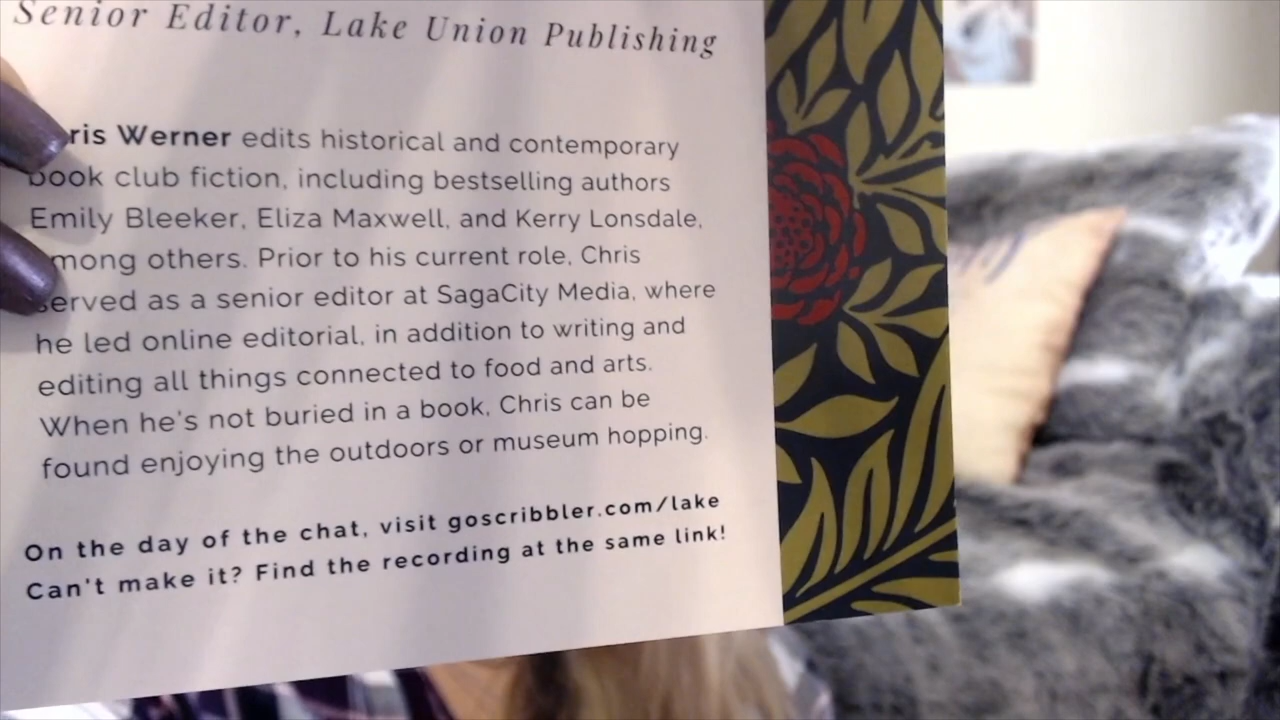 Senior Editor, Lake Union Publishing
ris Werner edits historical and contemporary
book club fiction, including bestselling authors
Emily Bleeker, Eliza Maxwell, and Kerry Lonsdale,
among others. Prior to his current role, Chris
served as a senior editor at SagaCity Media, where
he led online editorial, in addition to writing and
editing all things connected to food and arts.
When he's not buried in a book, Chris can be
found enjoying the outdoors or museum hopping.
On the day of the chat, visit goscribbler.com/lake
Can't make it? Find the recording at the same link!